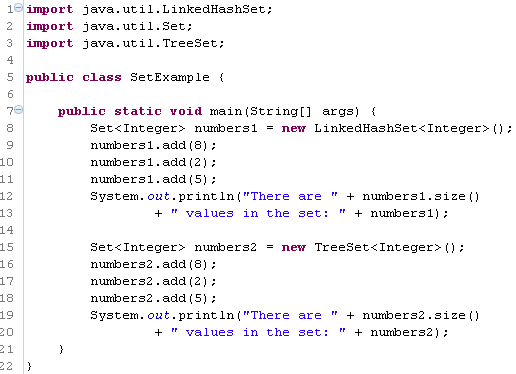 1 import java.util.LinkedHashSet;
2 import java.util.Set;
3 import java.util.TreeSet;
4
5 public class SetExample {
6
7     public static void main(String[] args) {
8         Set<Integer> numbers1 = new LinkedHashSet<Integer>();
9         numbers1.add(8);
10         numbers1.add(2);
11         numbers1.add(5);
12         System.out.println("There are " + numbers1.size()
13                 + " values in the set: " + numbers1);
14
15         Set<Integer> numbers2 = new TreeSet<Integer>();
16         numbers2.add(8);
17         numbers2.add(2);
18         numbers2.add(5);
19         System.out.println("There are " + numbers2.size()
20                 + " values in the set: " + numbers2);
21     }
22 }